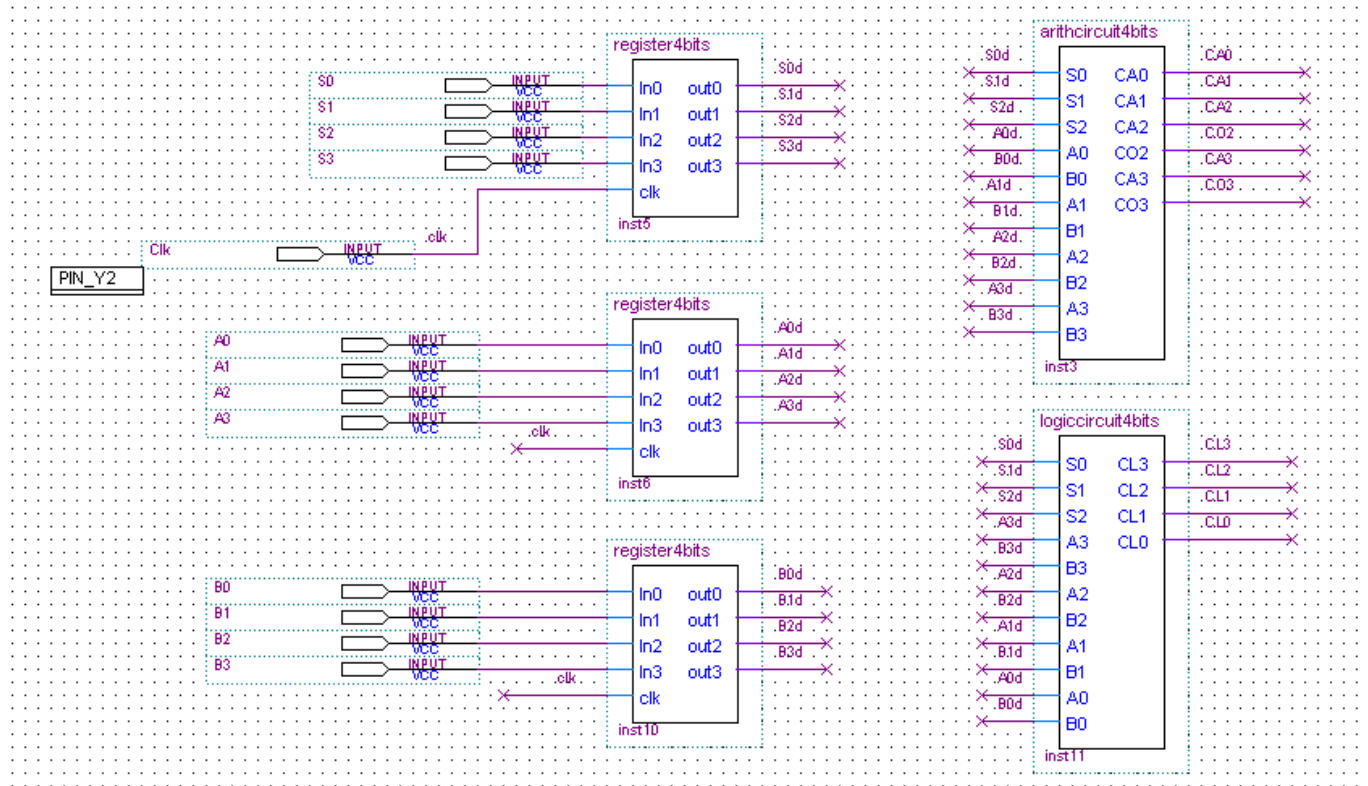 register4bits
S0 INPUT VCC In0 out0 S0d
S1 INPUT VCC In1 out1 S1d
S2 INPUT VCC In2 out2 S2d
S3 INPUT VCC In3 out3 S3d
clk
inst5
Clk INPUT VCC clk
PIN_Y2
register4bits
A0 INPUT VCC In0 out0 A0d
A1 INPUT VCC In1 out1 A1d
A2 INPUT VCC In2 out2 A2d
A3 INPUT VCC In3 out3 A3d
clk clk
inst6
register4bits
B0 INPUT VCC In0 out0 B0d
B1 INPUT VCC In1 out1 B1d
B2 INPUT VCC In2 out2 B2d
B3 INPUT VCC In3 out3 B3d
clk clk
inst10
arithcircuit4bits
S0d S0 CA0 CA0
S1d S1 CA1 CA1
S2d S2 CA2 CA2
A0d A0 CO2 CO2
B0d B0 CA3 CA3
A1d A1 CO3 CO3
B1d B1
A2d A2
B2d B2
A3d A3
B3d B3
inst3
logiccircuit4bits
S0d S0 CL3 CL3
S1d S1 CL2 CL2
S2d S2 CL1 CL1
A3d A3 CL0 CL0
B3d B3
A2d A2
B2d B2
A1d A1
B1d B1
A0d A0
B0d B0
inst11